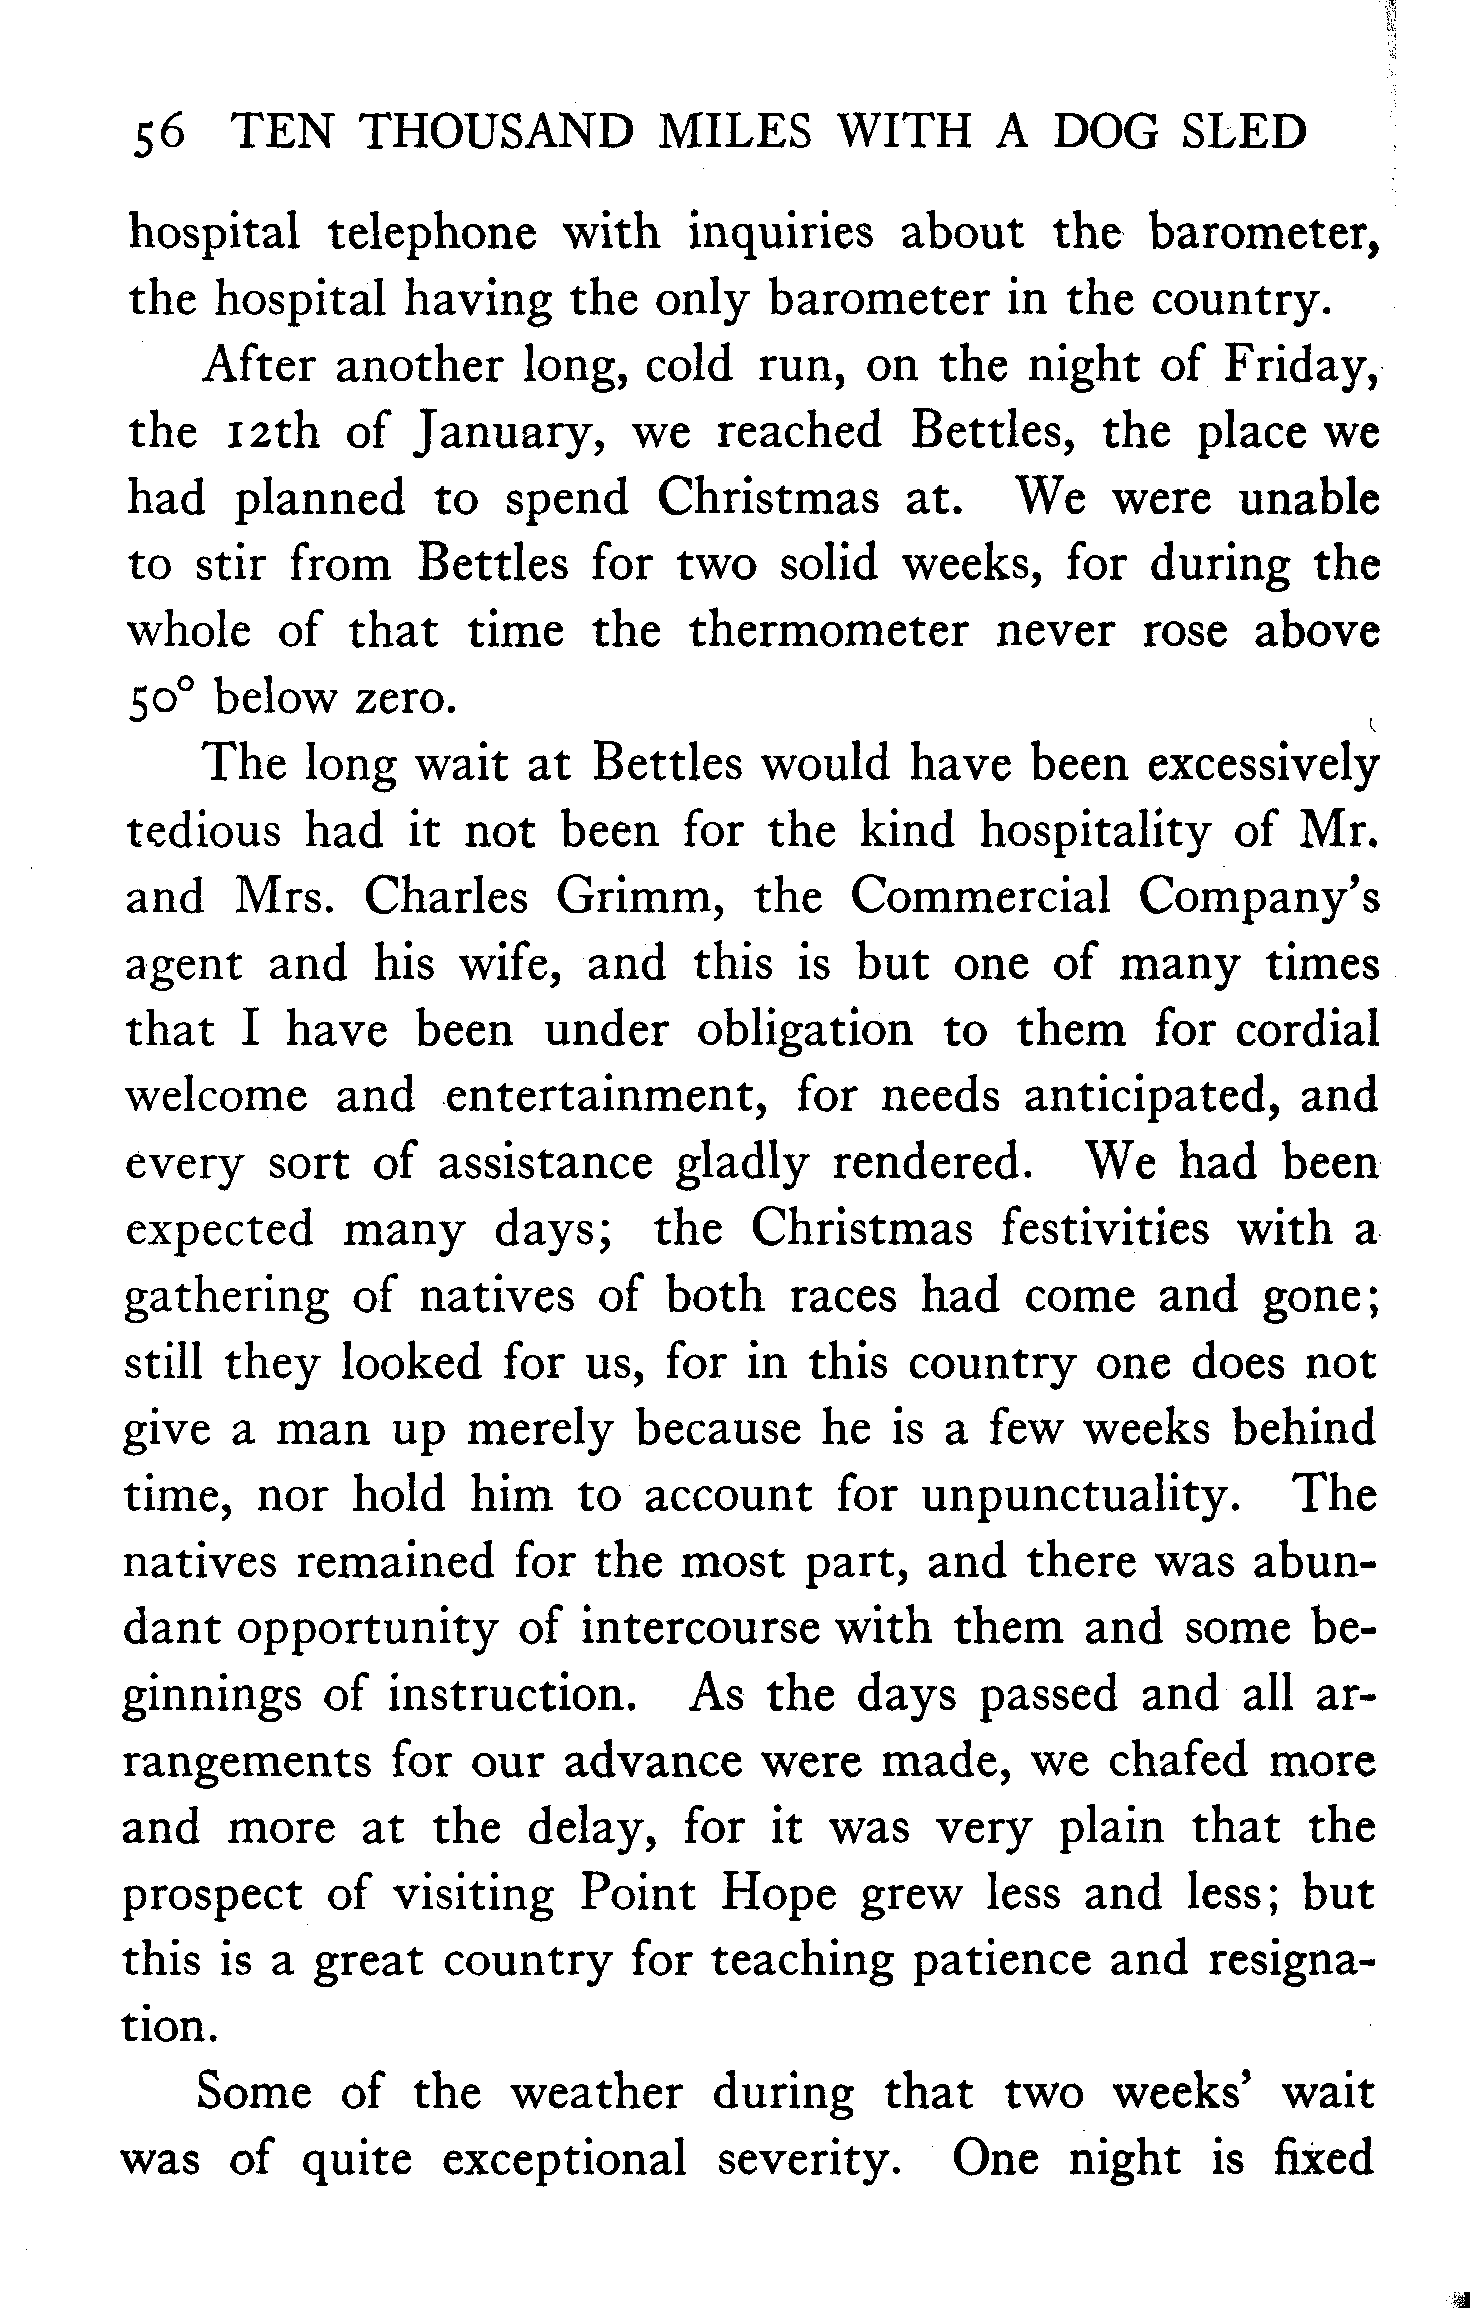 56 TEN THOUSAND MILES WITH A DOG SLED
hospital telephone with inquiries about the barometer,
the hospital having the only barometer in the country.
After another long, cold run, on the night of Friday,
the 12th of January, we reached Bettles, the place we
had planned to spend Christmas at. We were unable
to stir from Bettles for two solid weeks, for during the
whole of that time the thermometer never rose above
50° below zero.
The long wait at Bettles would have been excessively
tedious had it not been for the kind hospitality of Mr.
and Mrs. Charles Grimm, the Commercial Company's
agent and his wife, and this is but one of many times
that I have been under obligation to them for cordial
welcome and entertainment, for needs anticipated, and
every sort of assistance gladly rendered. We had been
expected many days; the Christmas festivities with a
gathering of natives of both races had come and gone;
still they looked for us, for in this country one does not
give a man up merely because he is a few weeks behind
time, nor hold him to account for unpunctuality. The
natives remained for the most part, and there was abun-
dant opportunity of intercourse with them and some be-
ginnings of instruction. As the days passed and all ar-
rangements for our advance were made, we chafed more
and more at the delay, for it was very plain that the
prospect of visiting Point Hope grew less and less; but
this is a great country for teaching patience and resigna-
tion.
Some of the weather during that two weeks' wait
was of quite exceptional severity. One night is fixed